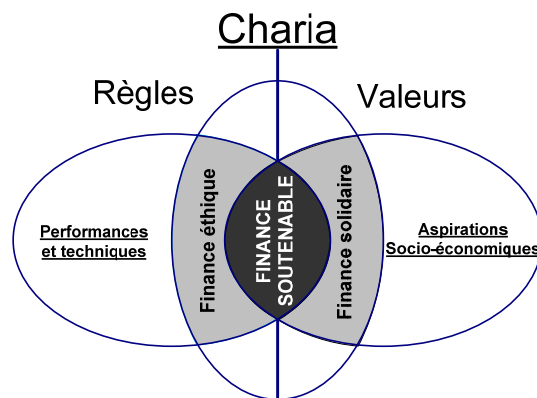 Charia
Règles
Valeurs
Performances
et techniques
Finance éthique
FINANCE
SOUTENABLE
Finance solidaire
Aspirations
Socio-économiques